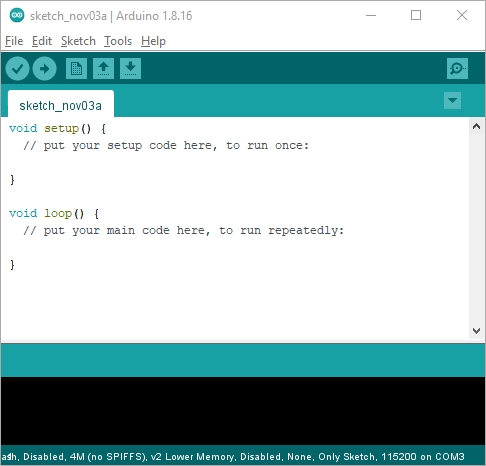 sketch_nov03a | Arduino 1.8.16
File Edit Sketch Tools Help
sketch_nov03a
void setup() {
// put your setup code here, to run once:
}
void loop() {
// put your main code here, to run repeatedly:
}
Disabled, 4M (no SPIFFS), v2 Lower Memory, Disabled, None, Only Sketch, 115200 on COM3